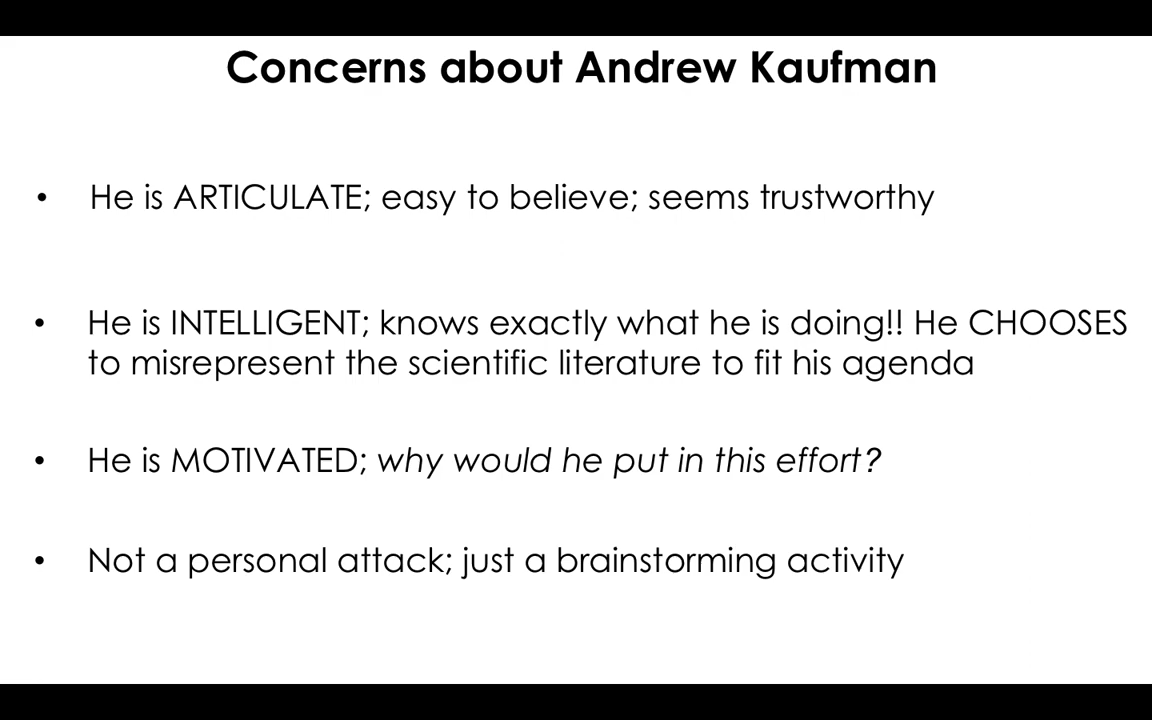 Concerns about Andrew Kaufman
• He is ARTICULATE; easy to believe; seems trustworthy
• He is INTELLIGENT; knows exactly what he is doing!! He CHOOSES
to misrepresent the scientific literature to fit his agenda
• He is MOTIVATED; why would he put in this effort?
• Not a personal attack; just a brainstorming activity